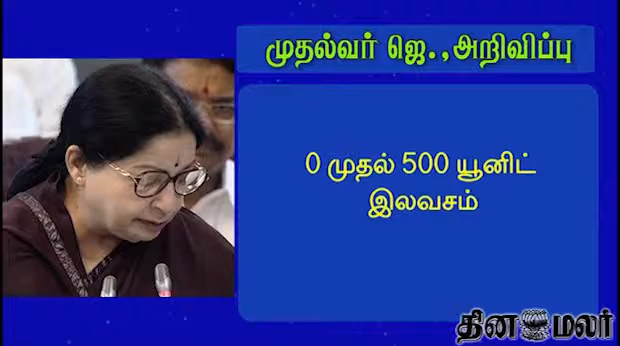 முதல்வர் ஜெ.,அறிவிப்பு
0 முதல் 500 யூனிட்
இலவசம்
தினமலர்